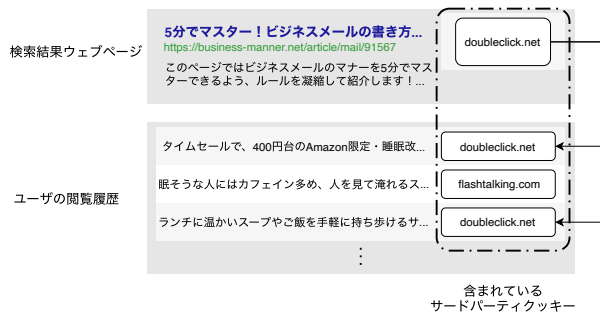 検索結果ウェブページ
5分でマスター！ビジネスメールの書き方...
https://business-manner.net/article/mail/91567
このページではビジネスメールのマナーを5分でマス
ターできるよう、ルールを凝縮して紹介します！...
doubleclick.net
ユーザの閲覧履歴
タイムセールで、400円台のAmazon限定・睡眠改...
doubleclick.net
眠そうな人にはカフェイン多め、人を見て淹れるス...
flashtalking.com
ランチに温かいスープやご飯を手軽に持ち歩けるサ...
doubleclick.net
含まれている
サードパーティクッキー